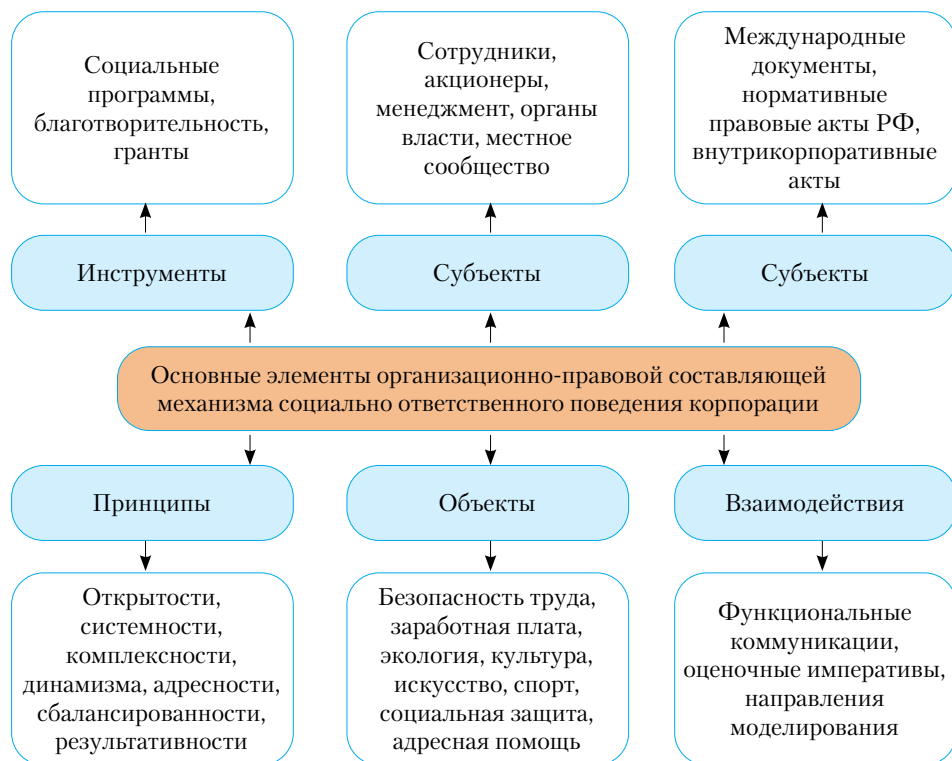 Социальные
программы,
благотворительность,
гранты
Сотрудники,
акционеры,
менеджмент, органы
власти, местное
сообщество
Международные
документы,
нормативные
правовые акты РФ,
внутрикорпоративные
акты
Инструменты
Субъекты
Субъекты
Основные элементы организационно-правовой составляющей
механизма социально ответственного поведения корпорации
Принципы
Объекты
Взаимодействия
Открытости,
системности,
комплексности,
динамизма, адресности,
сбалансированности,
результативности
Безопасность труда,
заработная плата,
экология, культура,
искусство, спорт,
социальная защита,
адресная помощь
Функциональные
коммуникации,
оценочные императивы,
направления
моделирования